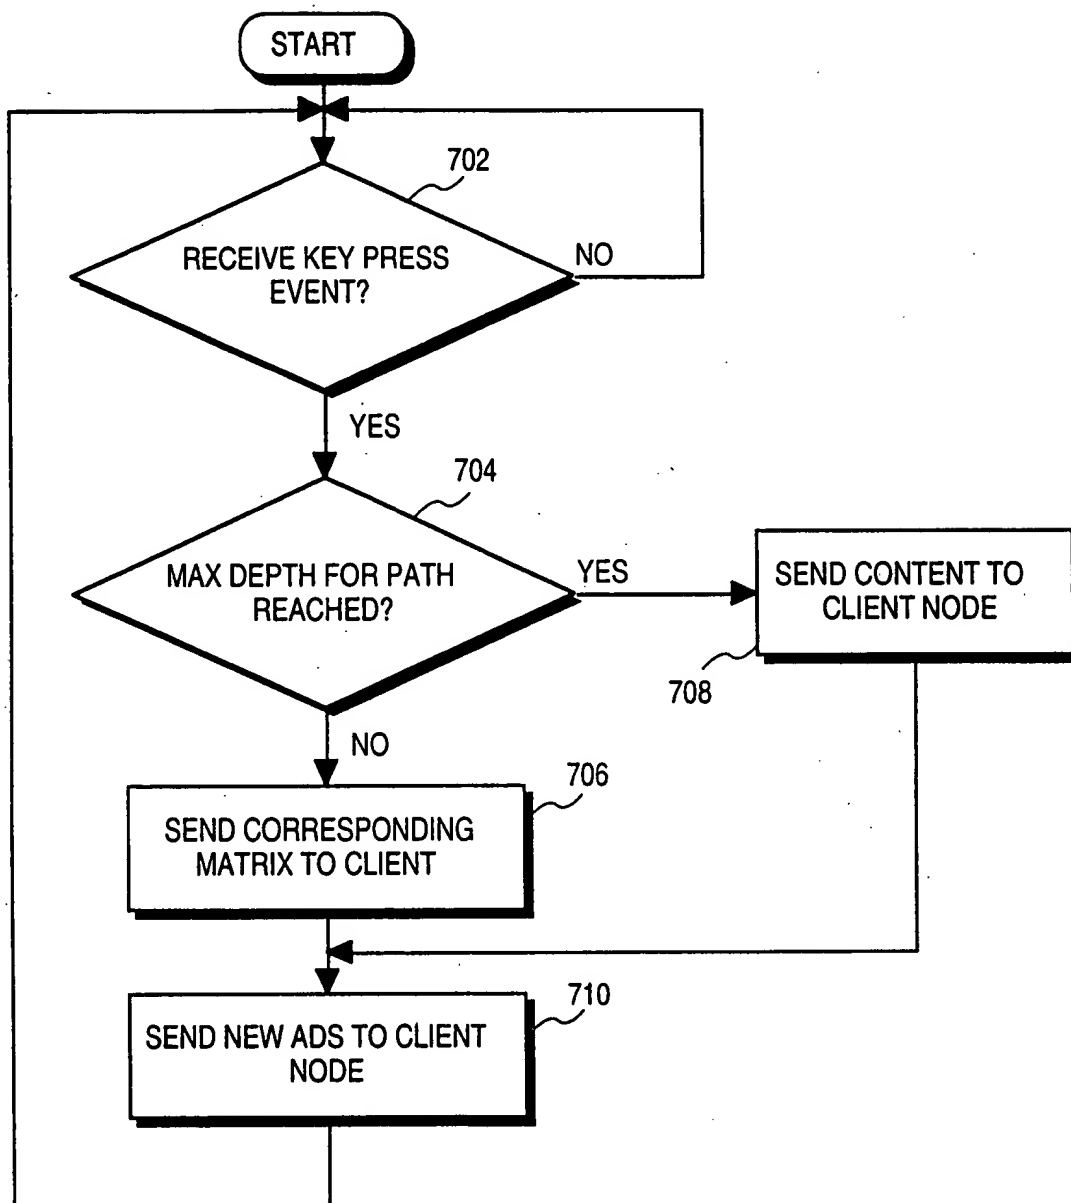 START
702
RECEIVE KEY PRESS
EVENT?
NO
YES
704
MAX DEPTH FOR PATH
REACHED?
YES
SEND CONTENT TO
CLIENT NODE
708
NO
706
SEND CORRESPONDING
MATRIX TO CLIENT
710
SEND NEW ADS TO CLIENT
NODE